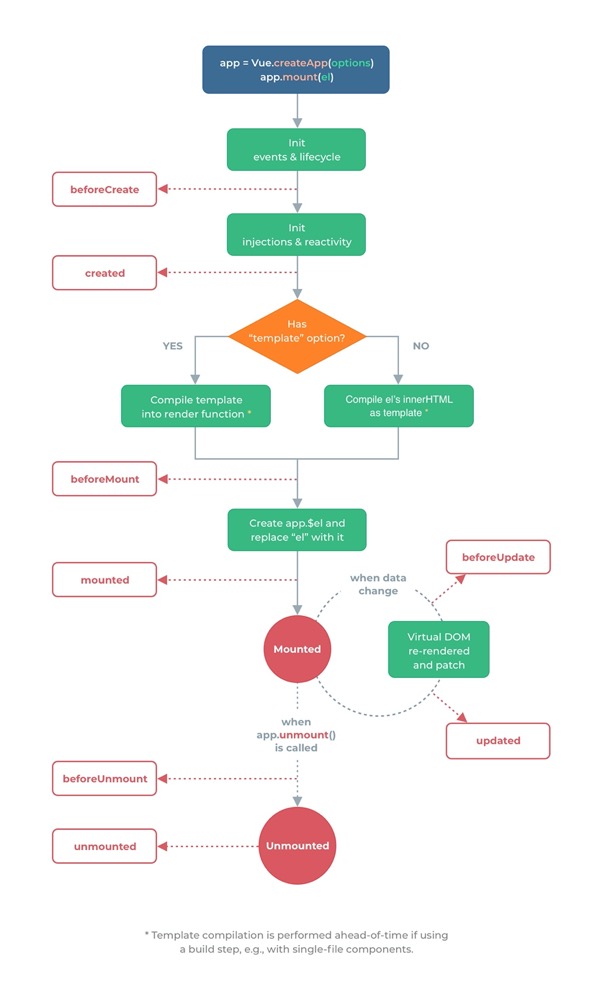 app = Vue.createApp(options)
app.mount(el)
Init
events & lifecycle
beforeCreate
Init
injections & reactivity
created
Has
“template” option?
YES
NO
Compile template
into render function *
Compile el's innerHTML
as template *
beforeMount
Create app.$el and
replace “el” with it
beforeUpdate
mounted
when data
change
Mounted
Virtual DOM
re-rendered
and patch
when
app.unmount()
is called
updated
beforeUnmount
unmounted
Unmounted
* Template compilation is performed ahead-of-time if using
a build step, e.g., with single-file components.